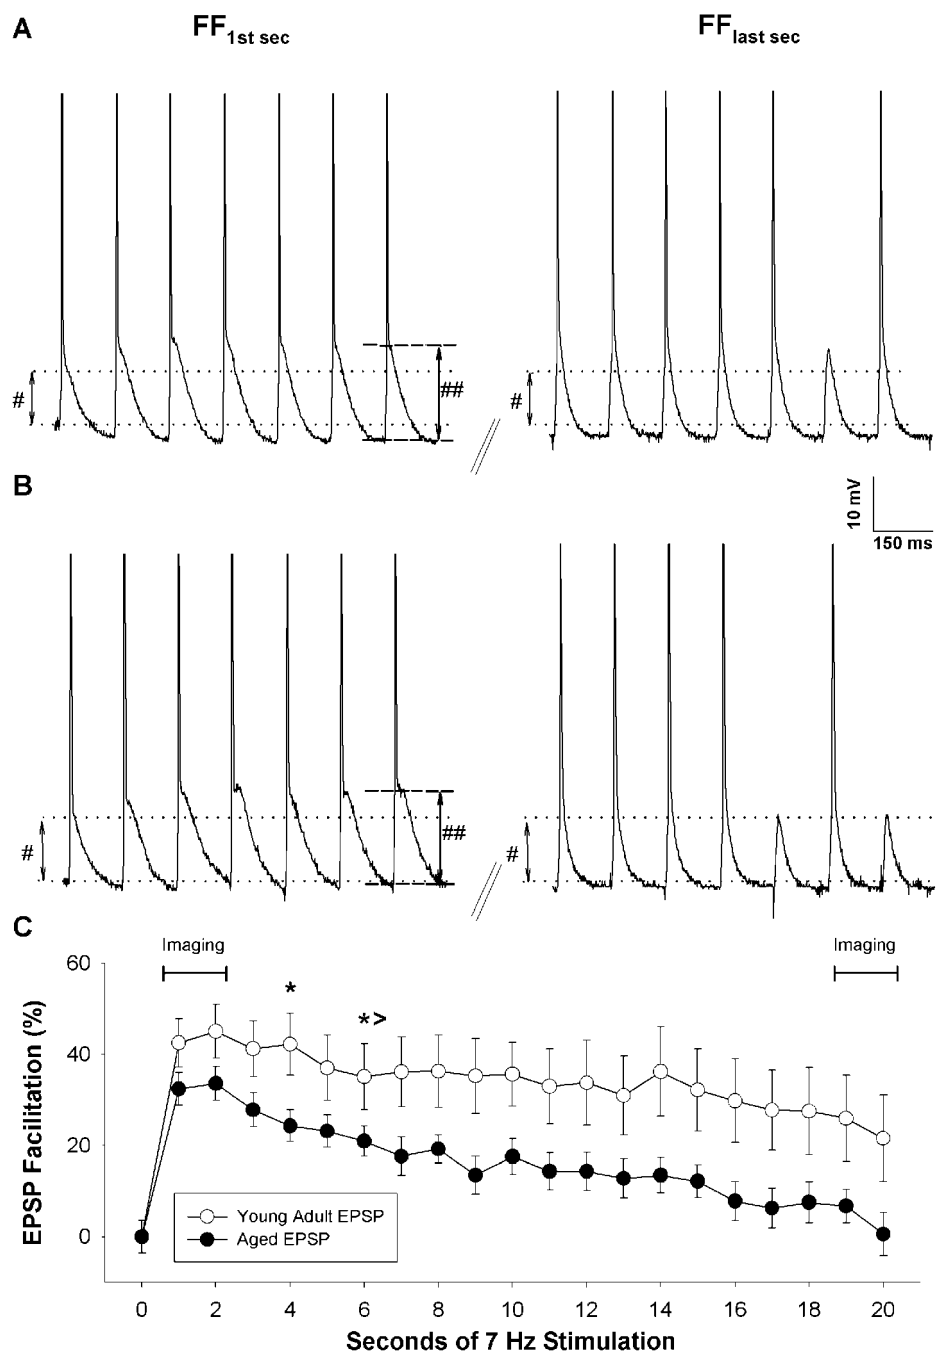 A
FF1st sec
FFlast sec
#
##
#
B
10 mV
150 ms
#
##
#
C
Imaging
Imaging
60
*
*>
40
20
0
EPSP Facilitation (%)
Young Adult EPSP
Aged EPSP
0 2 4 6 8 10 12 14 16 18 20
Seconds of 7 Hz Stimulation